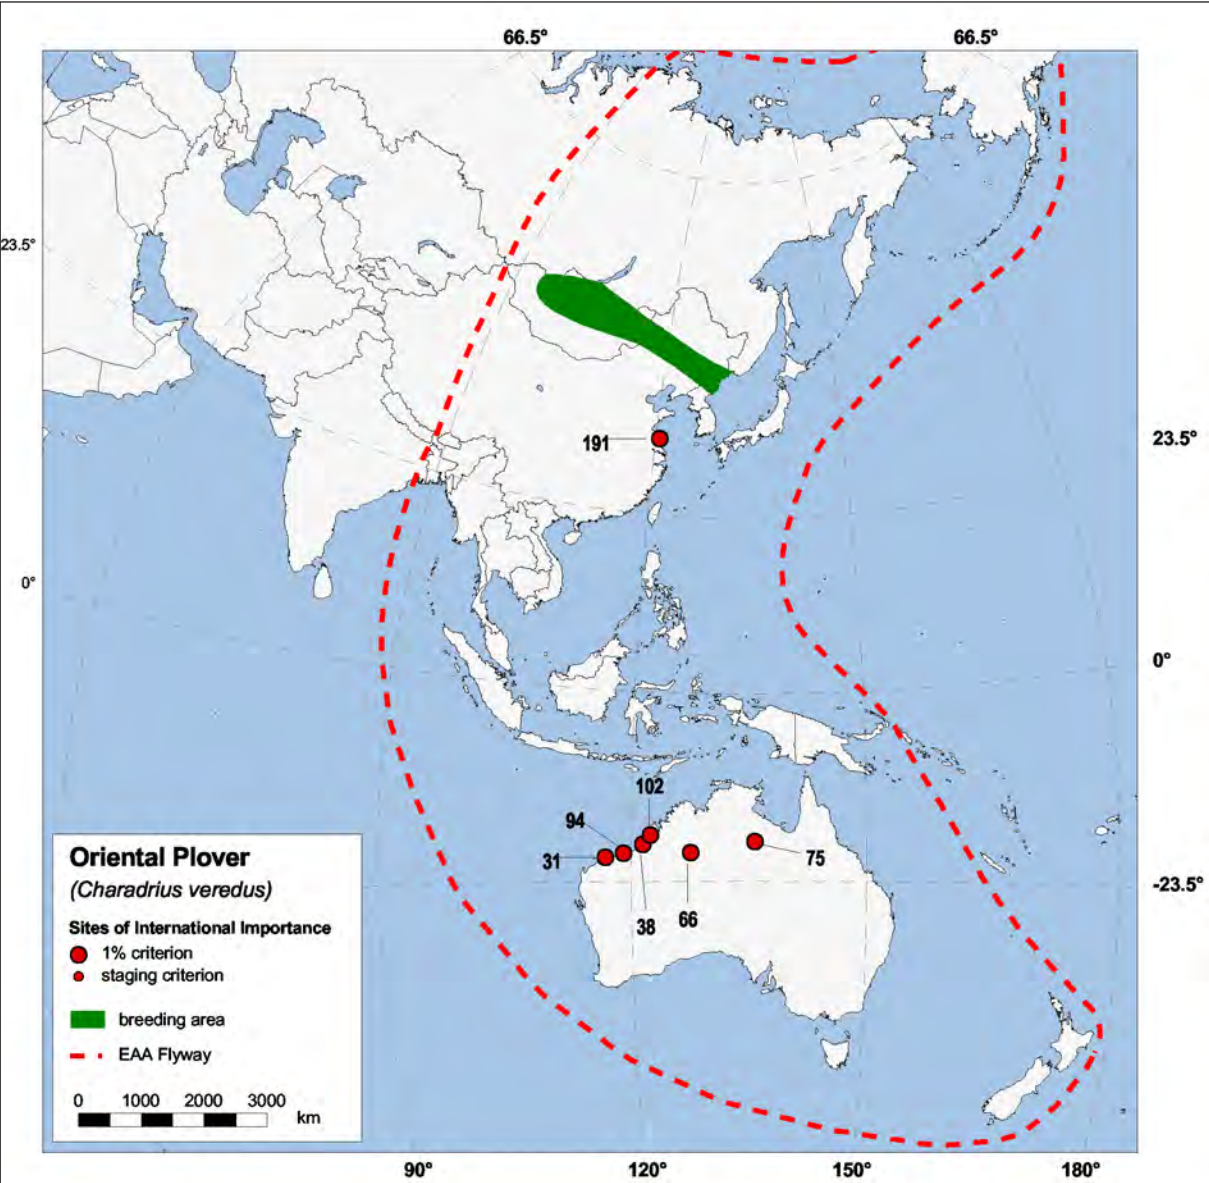 66.5° 66.5°
23.5°
191
23.5°
0°
0°
102
94
31
75
38
66
-23.5°
Oriental Plover
(Charadrius veredus)
Sites of International Importance
1% criterion
staging criterion
breeding area
EAA Flyway
0 1000 2000 3000
km
90° 120° 150° 180°